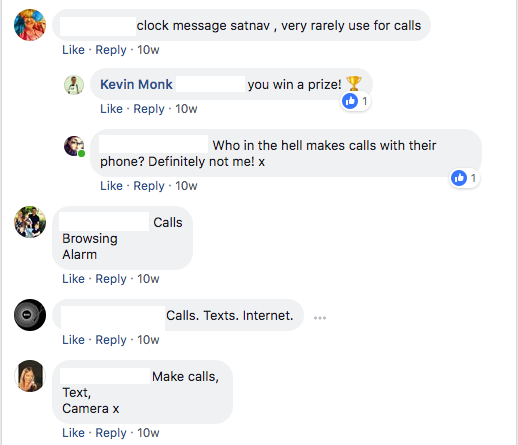 clock message satnav , very rarely use for calls
Like · Reply · 10w
Kevin Monk you win a prize! 🏆
1
Like · Reply · 10w
Who in the hell makes calls with their
phone? Definitely not me! x
1
Like · Reply · 10w
Calls
Browsing
Alarm
Like · Reply · 10w
Calls. Texts. Internet.
Like · Reply · 10w
Make calls,
Text,
Camera x
Like · Reply · 10w